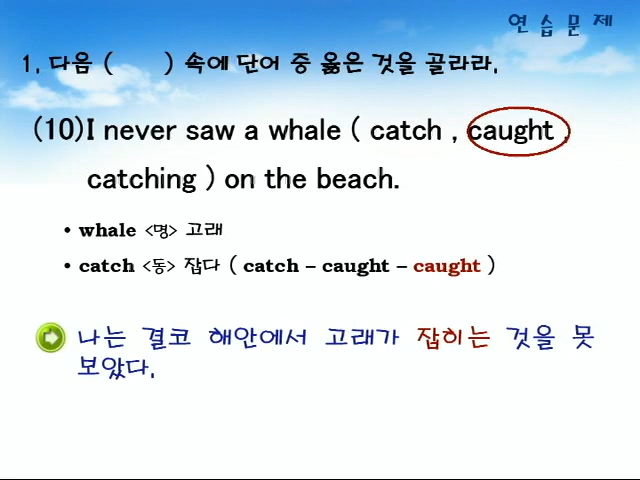 연습문제
1. 다음 (      ) 속에 단어 중 옳은 것을 골라라.
(10)I never saw a whale ( catch , caught ,
catching ) on the beach.
• whale <명> 고래
• catch <동> 잡다 ( catch – caught – caught )
나는 결코 해안에서 고래가 잡히는 것을 못
보았다.